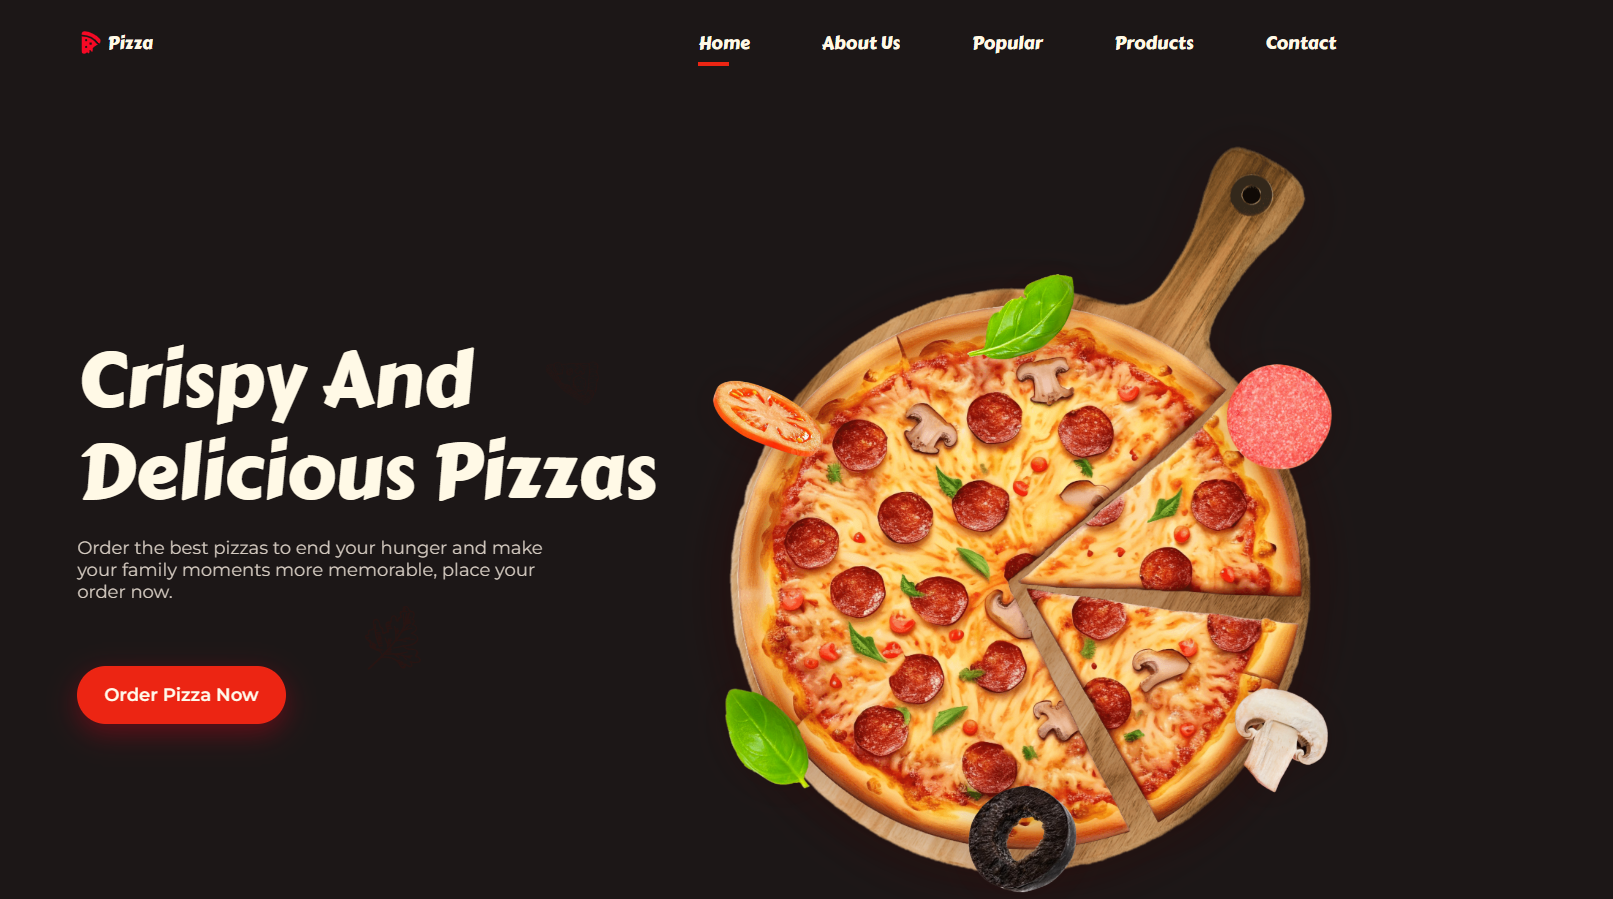 Pizza
Home
About Us
Popular
Products
Contact
Crispy And
Delicious Pizzas
Order the best pizzas to end your hunger and make
your family moments more memorable, place your
order now.
Order Pizza Now